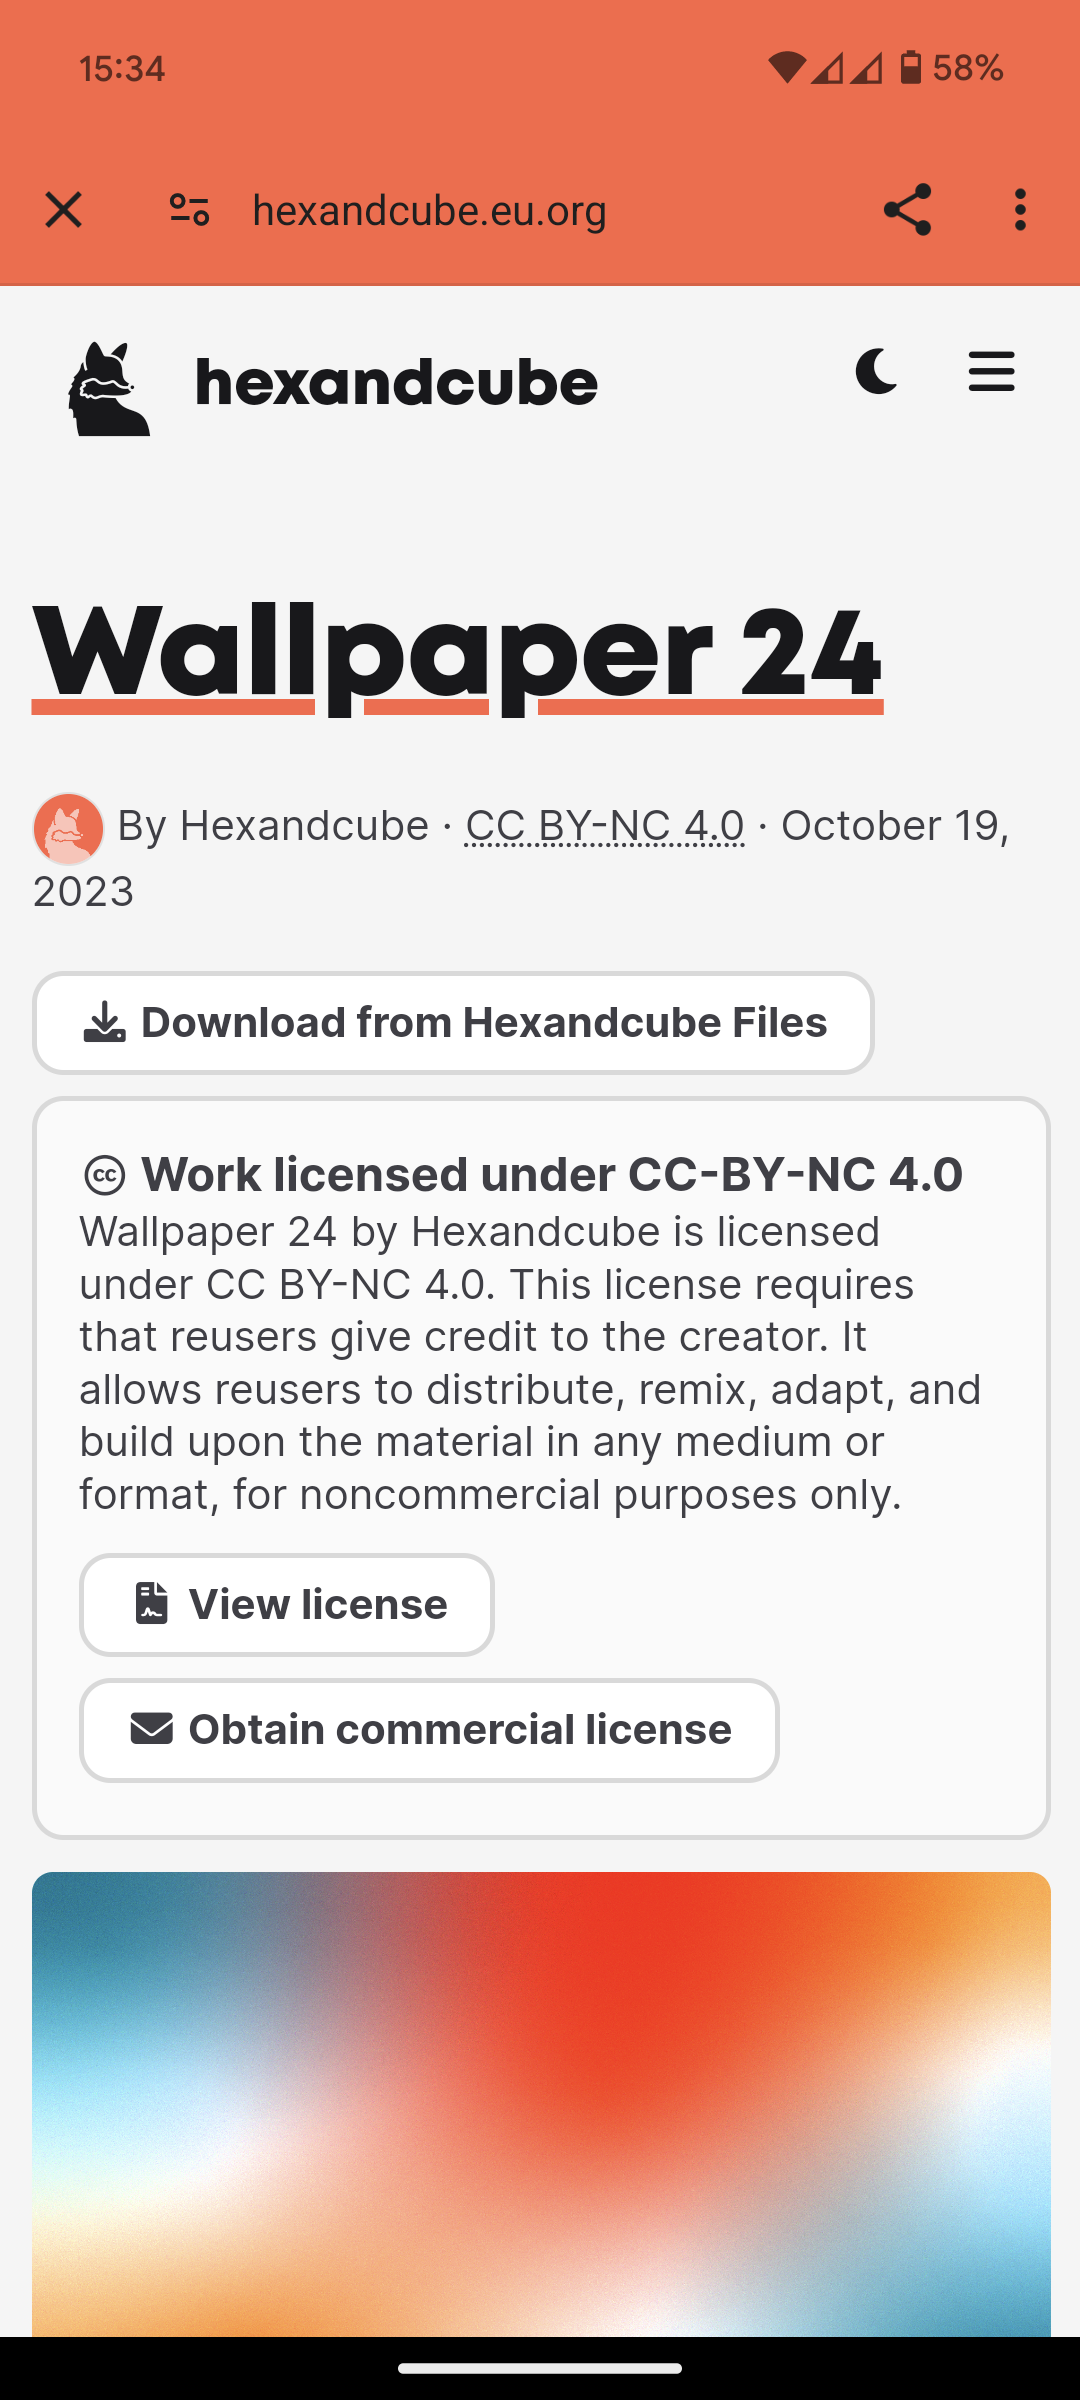 15:34
58%
hexandcube.eu.org
hexandcube
Wallpaper 24
By Hexandcube · CC BY-NC 4.0 · October 19,
2023
Download from Hexandcube Files
cc Work licensed under CC-BY-NC 4.0
Wallpaper 24 by Hexandcube is licensed
under CC BY-NC 4.0. This license requires
that reusers give credit to the creator. It
allows reusers to distribute, remix, adapt, and
build upon the material in any medium or
format, for noncommercial purposes only.
View license
Obtain commercial license